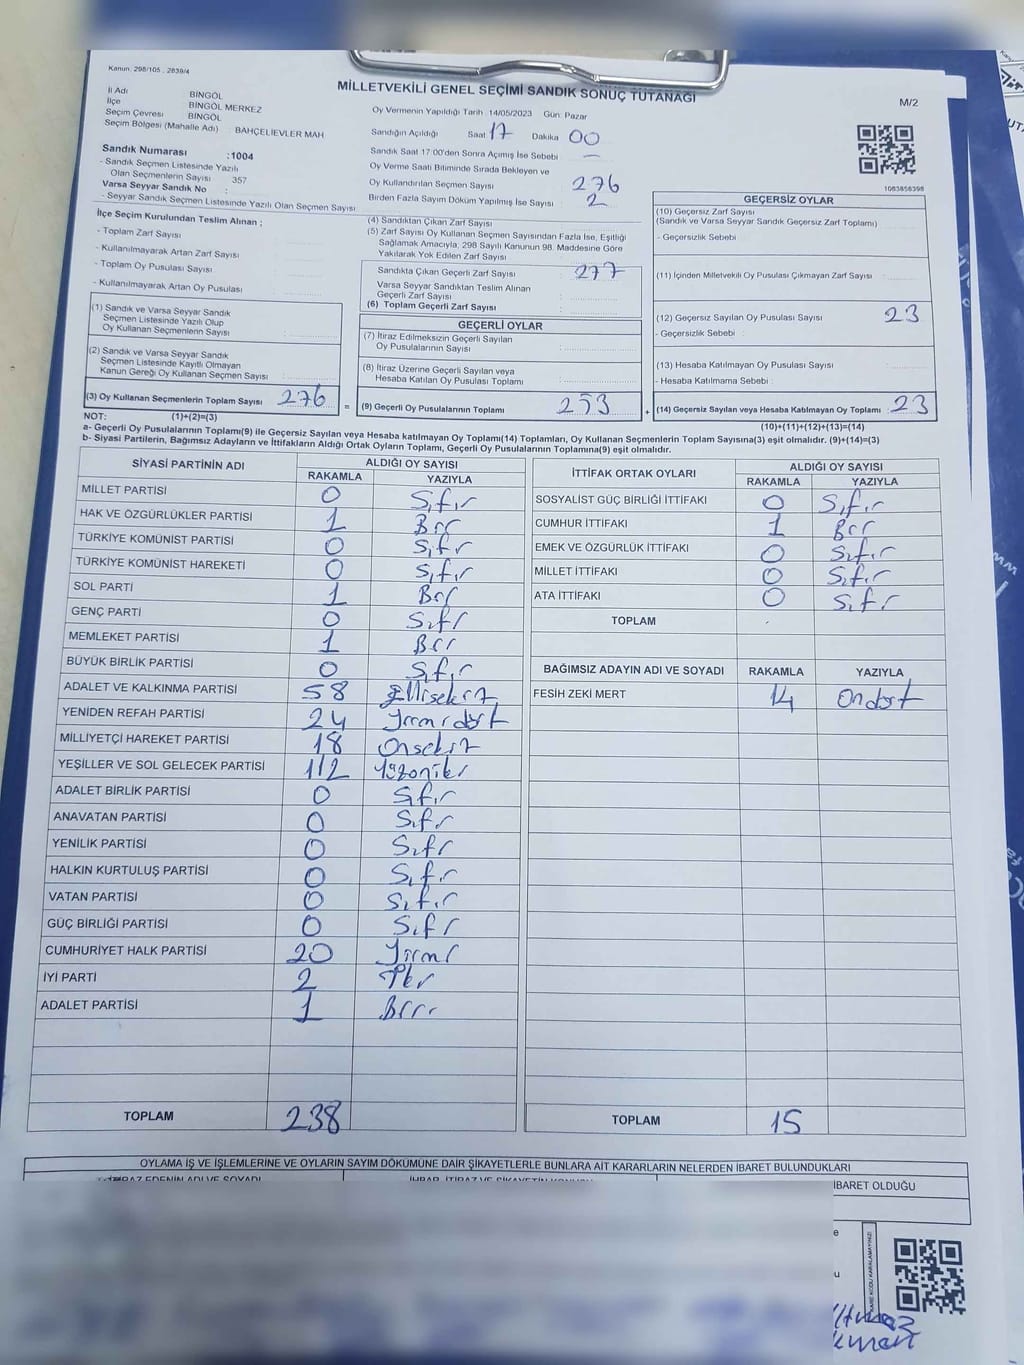 Kanun. 298/105 , 2839/4
MİLLETVEKİLİ GENEL SEÇİMİ SANDIK SONUÇ TUTANAĞI
M/2
İl Adı BİNGÖL
İlçe BİNGÖL MERKEZ
Seçim Çevresi BİNGÖL
Seçim Bölgesi (Mahalle Adı) : BAHÇELİEVLER MAH
Sandık Numarası :1004
- Sandık Seçmen Listesinde Yazılı
Olan Seçmenlerin Sayısı : 357
Varsa Seyyar Sandık No :
- Seyyar Sandık Seçmen Listesinde Yazılı Olan Seçmen Sayısı
Oy Vermenin Yapıldığı Tarih 14/05/2023 Gün: Pazar
Sandığın Açıldığı Saat 17 Dakika 00
Sandık Saat 17:00'den Sonra Açılmış İse Sebebi : —
Oy Verme Saati Bitiminde Sırada Bekleyen ve
Oy Kullandırılan Seçmen Sayısı : 276
Birden Fazla Sayım Döküm Yapılmış İse Sayısı : 2
1083858398
İlçe Seçim Kurulundan Teslim Alınan ;
- Toplam Zarf Sayısı
- Kullanılmayarak Artan Zarf Sayısı
- Toplam Oy Pusulası Sayısı
- Kullanılmayarak Artan Oy Pusulası
(1) Sandık ve Varsa Seyyar Sandık
Seçmen Listesinde Yazılı Olup
Oy Kullanan Seçmenlerin Sayısı :
(2) Sandık ve Varsa Seyyar Sandık
Seçmen Listesinde Kayıtlı Olmayan
Kanun Gereği Oy Kullanan Seçmen Sayısı :
(3) Oy Kullanan Seçmenlerin Toplam Sayısı : 276
(4) Sandıktan Çıkan Zarf Sayısı
(5) Zarf Sayısı Oy Kullanan Seçmen Sayısından Fazla İse, Eşitliği
Sağlamak Amacıyla, 298 Sayılı Kanunun 98. Maddesine Göre
Yakılarak Yok Edilen Zarf Sayısı :
Sandıkta Çıkan Geçerli Zarf Sayısı : 277
Varsa Seyyar Sandıktan Teslim Alınan
Geçerli Zarf Sayısı :
(6) Toplam Geçerli Zarf Sayısı :
GEÇERLİ OYLAR
(7) İtiraz Edilmeksizin Geçerli Sayılan
Oy Pusulalarının Sayısı :
(8) İtiraz Üzerine Geçerli Sayılan veya
Hesaba Katılan Oy Pusulası Toplamı :
= (9) Geçerli Oy Pusulalarının Toplamı : 253
GEÇERSİZ OYLAR
(10) Geçersiz Zarf Sayısı
(Sandık ve Varsa Seyyar Sandık Geçersiz Zarf Toplamı) :
- Geçersizlik Sebebi :
(11) İçinden Milletvekili Oy Pusulası Çıkmayan Zarf Sayısı :
(12) Geçersiz Sayılan Oy Pusulası Sayısı : 23
- Geçersizlik Sebebi :
(13) Hesaba Katılmayan Oy Pusulası Sayısı :
- Hesaba Katılmama Sebebi :
+ (14) Geçersiz Sayılan veya Hesaba Katılmayan Oy Toplamı : 23
NOT: (1)+(2)=(3)
(10)+(11)+(12)+(13)=(14)
a- Geçerli Oy Pusulaların Toplamı(9) ile Geçersiz Sayılan veya Hesaba katılmayan Oy Toplamı(14) Toplamları, Oy Kullanan Seçmenlerin Toplam Sayısına(3) eşit olmalıdır. (9)+(14)=(3)
b- Siyasi Partilerin, Bağımsız Adayların ve İttifakların Aldığı Ortak Oyların Toplamı, Geçerli Oy Pusulalarının Toplamına(9) eşit olmalıdır.
SİYASİ PARTİNİN ADI ALDIĞI OY SAYISI
RAKAMLA YAZIYLA
MİLLET PARTİSİ 0 Sıfır
HAK VE ÖZGÜRLÜKLER PARTİSİ 1 Bir
TÜRKİYE KOMÜNİST PARTİSİ 0 Sıfır
TÜRKİYE KOMÜNİST HAREKETİ 0 Sıfır
SOL PARTİ 1 Bir
GENÇ PARTİ 0 Sıfır
MEMLEKET PARTİSİ 1 Bir
BÜYÜK BİRLİK PARTİSİ 0 Sıfır
ADALET VE KALKINMA PARTİSİ 58 Ellisekiz
YENİDEN REFAH PARTİSİ 24 Yirmidört
MİLLİYETÇİ HAREKET PARTİSİ 18 Onsekiz
YEŞİLLER VE SOL GELECEK PARTİSİ 112 Yüzoniki
ADALET BİRLİK PARTİSİ 0 Sıfır
ANAVATAN PARTİSİ 0 Sıfır
YENİLİK PARTİSİ 0 Sıfır
HALKIN KURTULUŞ PARTİSİ 0 Sıfır
VATAN PARTİSİ 0 Sıfır
GÜÇ BİRLİĞİ PARTİSİ 0 Sıfır
CUMHURİYET HALK PARTİSİ 20 Yirmi
İYİ PARTİ 2 İki
ADALET PARTİSİ 1 Bir
TOPLAM 238
İTTİFAK ORTAK OYLARI ALDIĞI OY SAYISI
RAKAMLA YAZIYLA
SOSYALİST GÜÇ BİRLİĞİ İTTİFAKI 0 Sıfır
CUMHUR İTTİFAKI 1 Bir
EMEK VE ÖZGÜRLÜK İTTİFAKI 0 Sıfır
MİLLET İTTİFAKI 0 Sıfır
ATA İTTİFAKI 0 Sıfır
TOPLAM
BAĞIMSIZ ADAYIN ADI VE SOYADI RAKAMLA YAZIYLA
FESİH ZEKİ MERT 14 Ondört
TOPLAM 15
OYLAMA İŞ VE İŞLEMLERİNE VE OYLARIN SAYIM DÖKÜMÜNE DAİR ŞİKAYETLERLE BUNLARA AİT KARARLARIN NELERDEN İBARET BULUNDUKLARI
İBARET OLDUĞU